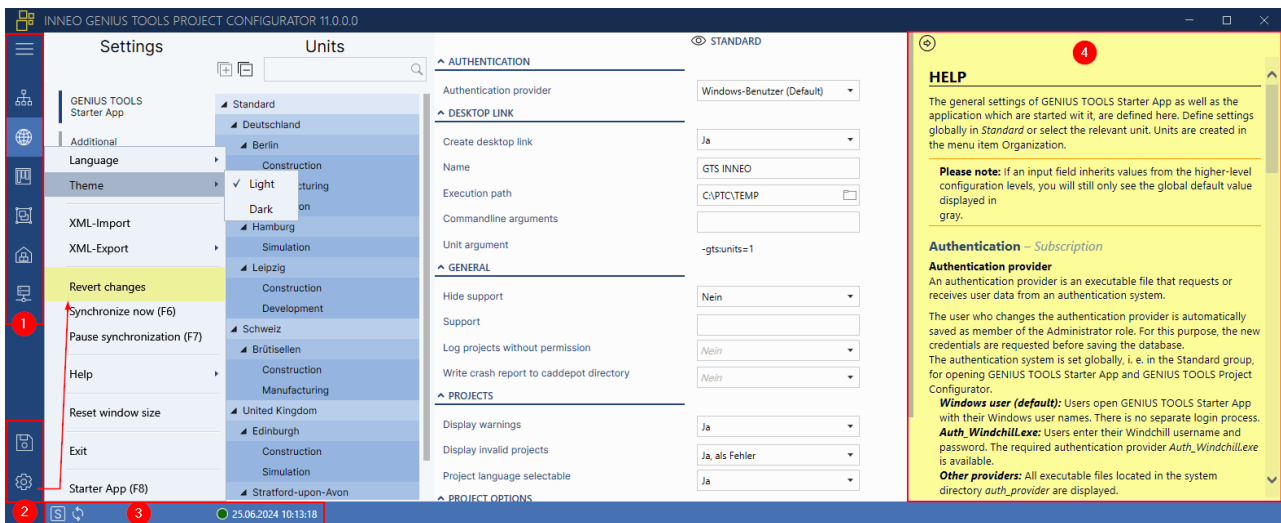 INNEO GENIUS TOOLS PROJECT CONFIGURATOR 11.0.0.0
Settings
GENIUS TOOLS
Starter App
Additional
Language
Theme
Light
Dark
XML-Import
XML-Export
Revert changes
Synchronize now (F6)
Pause synchronization (F7)
Help
Reset window size
Exit
Starter App (F8)
Units
Standard
Deutschland
Berlin
Construction
cturing
on
Hamburg
Simulation
Leipzig
Construction
Development
Schweiz
Brütisellen
Construction
Manufacturing
United Kingdom
Edinburgh
Construction
Simulation
Stratford-upon-Avon
STANDARD
AUTHENTICATION
Authentication provider Windows-Benutzer (Default)
DESKTOP LINK
Create desktop link Ja
Name GTS INNEO
Execution path C:\PTC\TEMP
Commandline arguments
Unit argument -gts:units=1
GENERAL
Hide support Nein
Support
Log projects without permission Nein
Write crash report to caddepot directory Nein
PROJECTS
Display warnings Ja
Display invalid projects Ja, als Fehler
Project language selectable Ja
PROJECT OPTIONS
4
HELP
The general settings of GENIUS TOOLS Starter App as well as the
application which are started wit it, are defined here. Define settings
globally in Standard or select the relevant unit. Units are created in
the menu item Organization.
Please note: If an input field inherits values from the higher-level
configuration levels, you will still only see the global default value
displayed in
gray.
Authentication – Subscription
Authentication provider
An authentication provider is an executable file that requests or
receives user data from an authentication system.
The user who changes the authentication provider is automatically
saved as member of the Administrator role. For this purpose, the new
credentials are requested before saving the database.
The authentication system is set globally, i. e. in the Standard group,
for opening GENIUS TOOLS Starter App and GENIUS TOOLS Project
Configurator.
Windows user (default): Users open GENIUS TOOLS Starter App
with their Windows user names. There is no separate login process.
Auth_Windchill.exe: Users enter their Windchill username and
password. The required authentication provider Auth_Windchill.exe
is available.
Other providers: All executable files located in the system
directory auth_provider are displayed.
1
2
S
3
25.06.2024 10:13:18